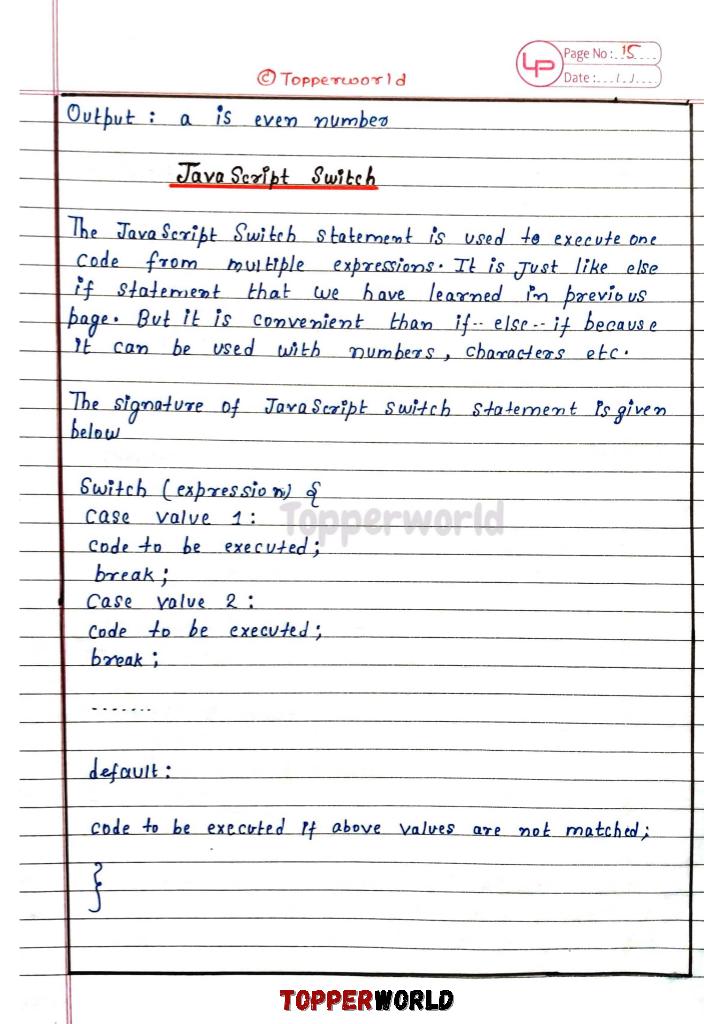 © Topperworld
LP
Page No: 15
Date: .../.../....
Output : a is even number
JavaScript Switch
The JavaScript Switch statement is used to execute one
code from multiple expressions. It is just like else
if statement that we have learned in previous
page. But it is convenient than if..else..if because
it can be used with numbers, characters etc.
The signature of JavaScript switch statement is given
below
Switch (expression) {
Case value 1:
Topperworld
code to be executed;
break;
Case value 2:
code to be executed;
break;
.......
default:
code to be executed if above values are not matched;
}
TOPPERWORLD